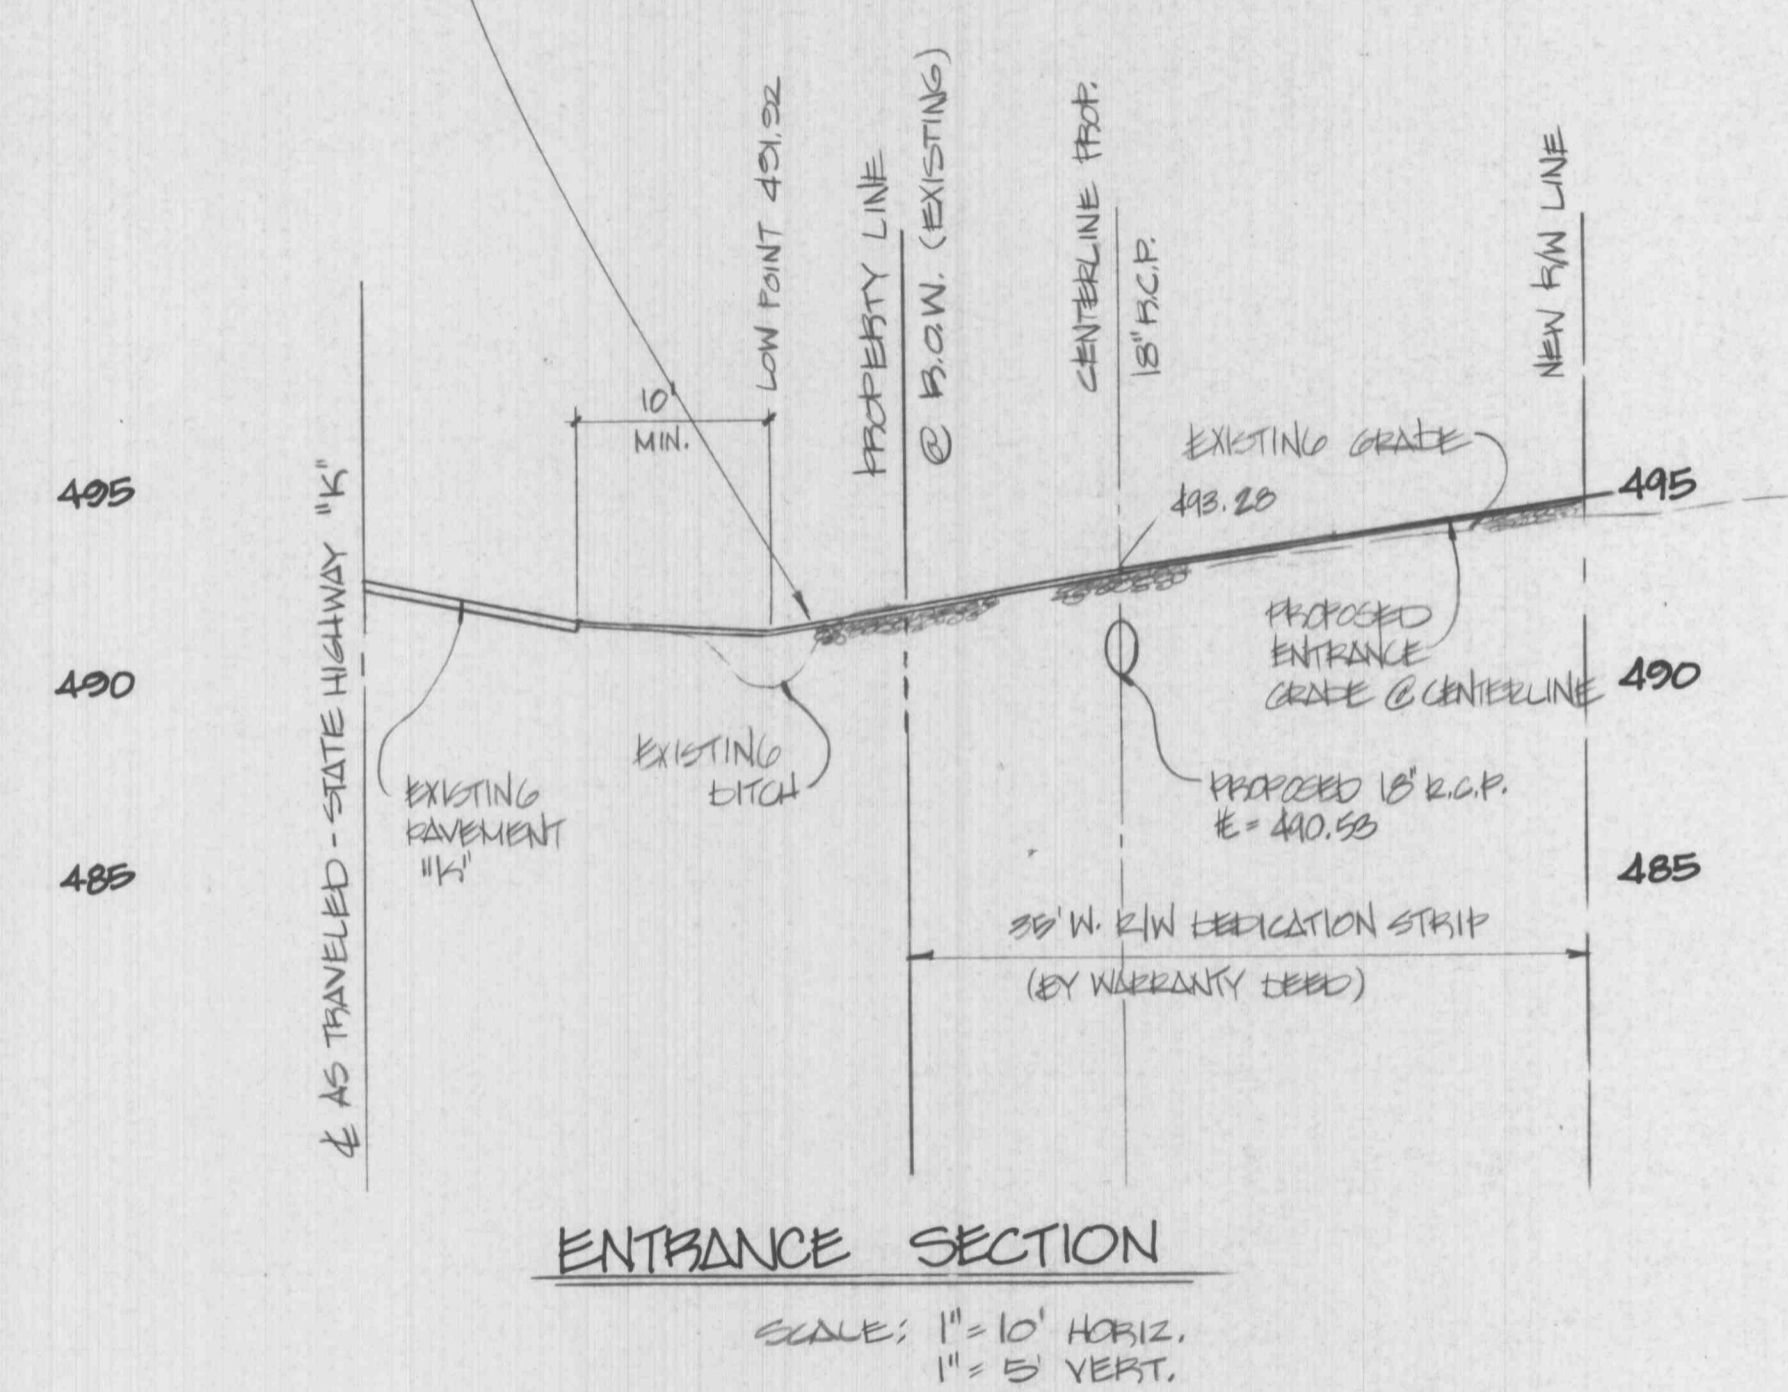 LOW POINT 491.92
PROPERTY LINE
@ R.O.W. (EXISTING)
CENTERLINE PROP.
18" R.C.P.
NEW R/W LINE
10'
MIN.
EXISTING GRADE
493.28
495
495
℄ AS TRAVELED - STATE HIGHWAY "K"
PROPOSED
ENTRANCE
GRADE @ CENTERLINE
490
490
EXISTING
DITCH
EXISTING
PAVEMENT
"K"
PROPOSED 18" R.C.P.
℄ = 490.53
485
485
35' W. R/W DEDICATION STRIP
(BY WARRANTY DEED)
ENTRANCE SECTION
SCALE: 1" = 10' HORIZ.
1" = 5' VERT.